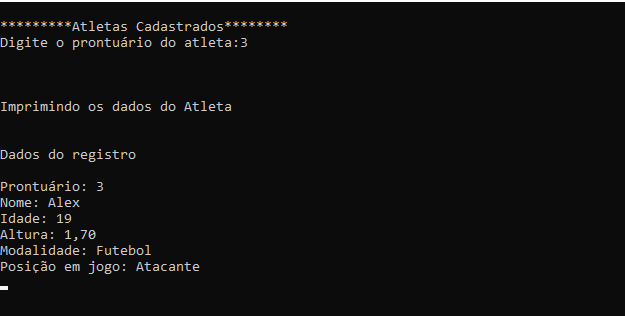 *********Atletas Cadastrados********
Digite o prontuário do atleta:3
Imprimindo os dados do Atleta
Dados do registro
Prontuário: 3
Nome: Alex
Idade: 19
Altura: 1,70
Modalidade: Futebol
Posição em jogo: Atacante